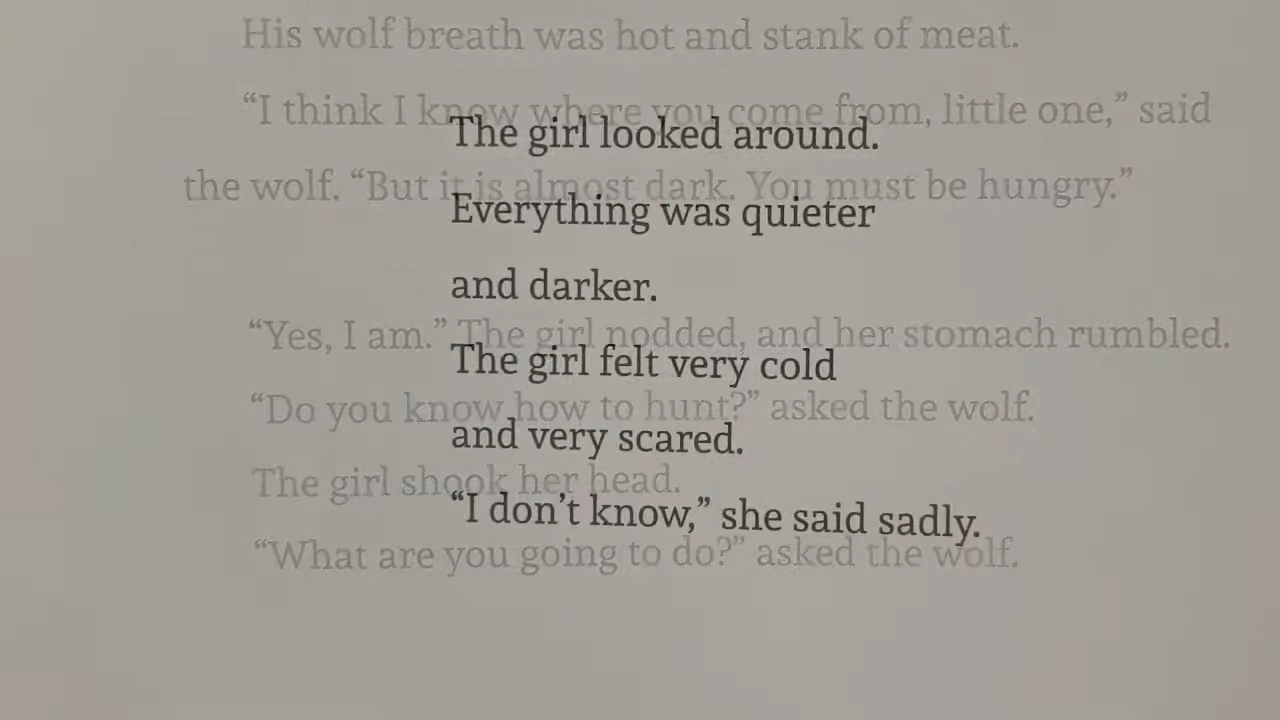 His wolf breath was hot and stank of meat.
“I think I know where you come from, little one,” said
the wolf. “But it is almost dark. You must be hungry.”
“Yes, I am.” The girl nodded, and her stomach rumbled.
“Do you know how to hunt?” asked the wolf.
The girl shook her head.
“What are you going to do?” asked the wolf.
The girl looked around.
Everything was quieter
and darker.
The girl felt very cold
and very scared.
“I don’t know,” she said sadly.